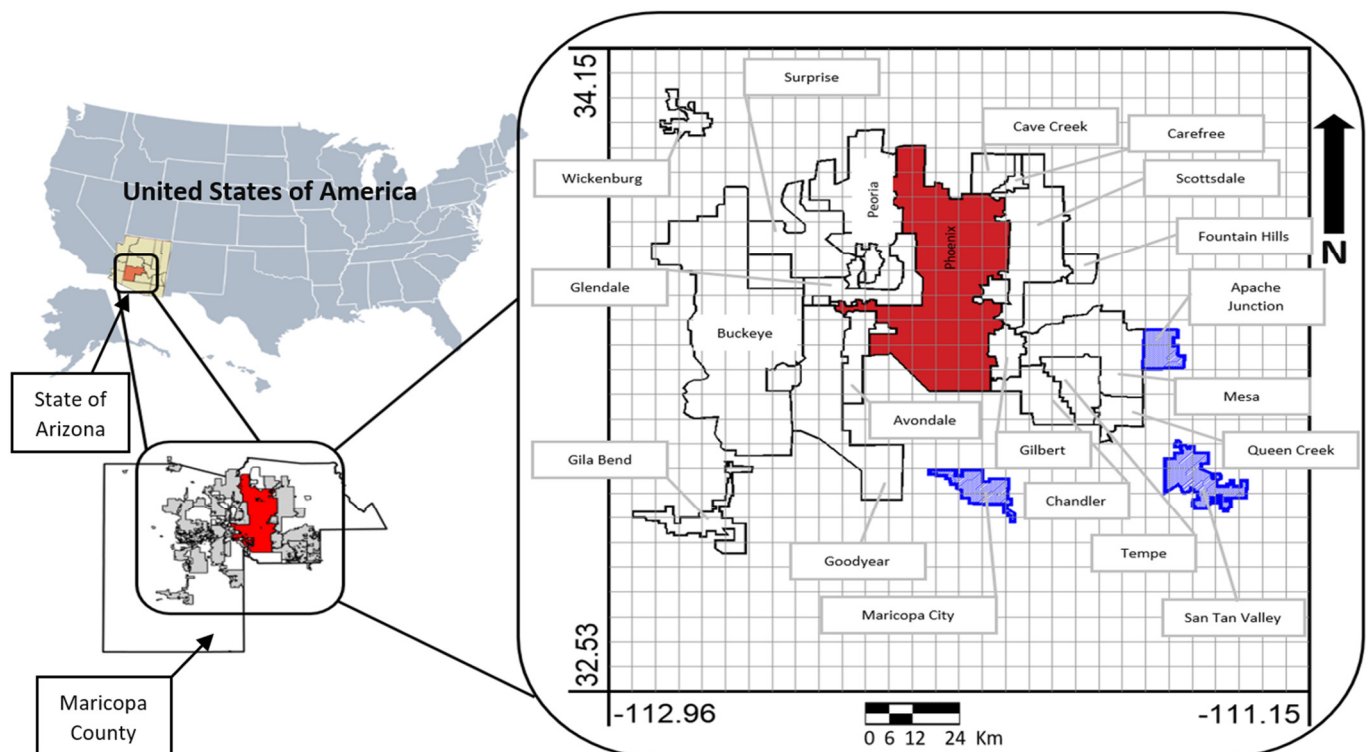 United States of America
State of
Arizona
Maricopa
County
34.15
32.53
-112.96
-111.15
Surprise
Cave Creek
Carefree
Wickenburg
Scottsdale
Peoria
Phoenix
Fountain Hills
N
Glendale
Apache
Junction
Buckeye
Mesa
Avondale
Gilbert
Queen Creek
Gila Bend
Chandler
Goodyear
Tempe
Maricopa City
San Tan Valley
0 6 12 24 Km